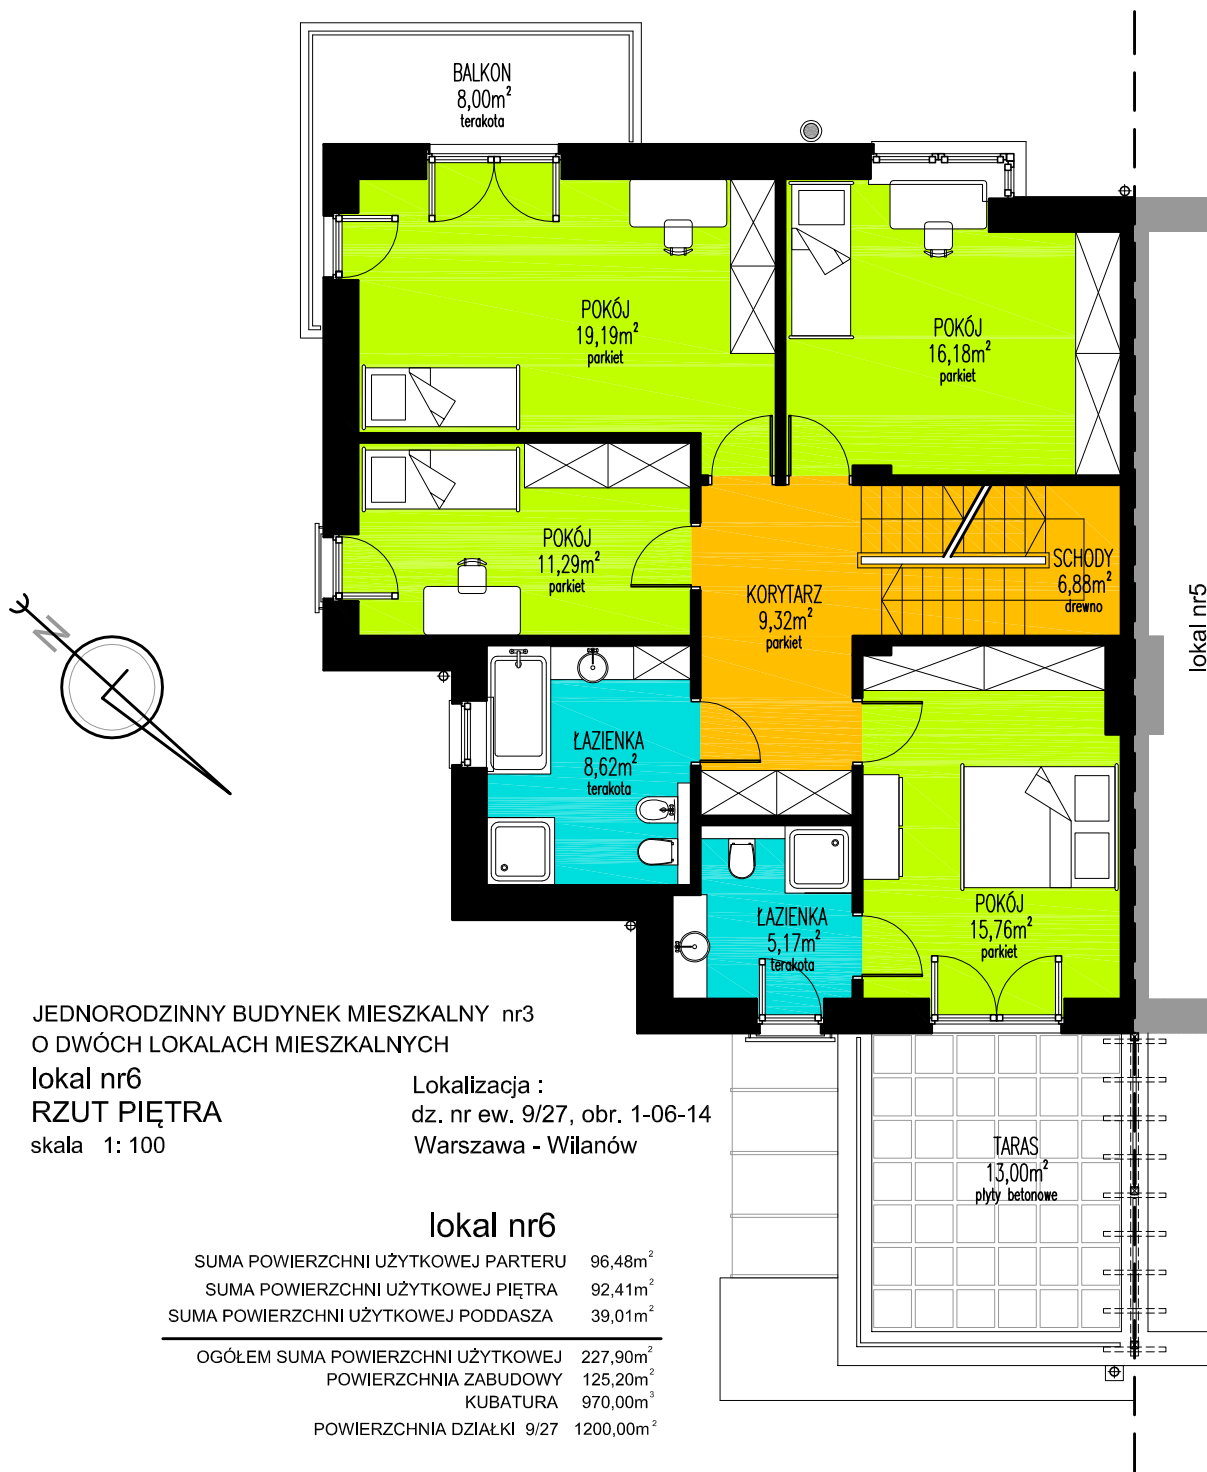 BALKON
8,00m²
terakota
POKÓJ
19,19m²
parkiet
POKÓJ
16,18m²
parkiet
POKÓJ
11,29m²
parkiet
KORYTARZ
9,32m²
parkiet
SCHODY
6,88m²
drewno
lokal nr5
N
ŁAZIENKA
8,62m²
terakota
ŁAZIENKA
5,17m²
terakota
POKÓJ
15,76m²
parkiet
JEDNORODZINNY BUDYNEK MIESZKALNY nr3
O DWÓCH LOKALACH MIESZKALNYCH
lokal nr6
RZUT PIĘTRA
skala 1: 100
Lokalizacja :
dz. nr ew. 9/27, obr. 1-06-14
Warszawa - Wilanów
TARAS
13,00m²
płyty betonowe
lokal nr6
SUMA POWIERZCHNI UŻYTKOWEJ PARTERU 96,48m²
SUMA POWIERZCHNI UŻYTKOWEJ PIĘTRA 92,41m²
SUMA POWIERZCHNI UŻYTKOWEJ PODDASZA 39,01m²
OGÓŁEM SUMA POWIERZCHNI UŻYTKOWEJ 227,90m²
POWIERZCHNIA ZABUDOWY 125,20m²
KUBATURA 970,00m³
POWIERZCHNIA DZIAŁKI 9/27 1200,00m²